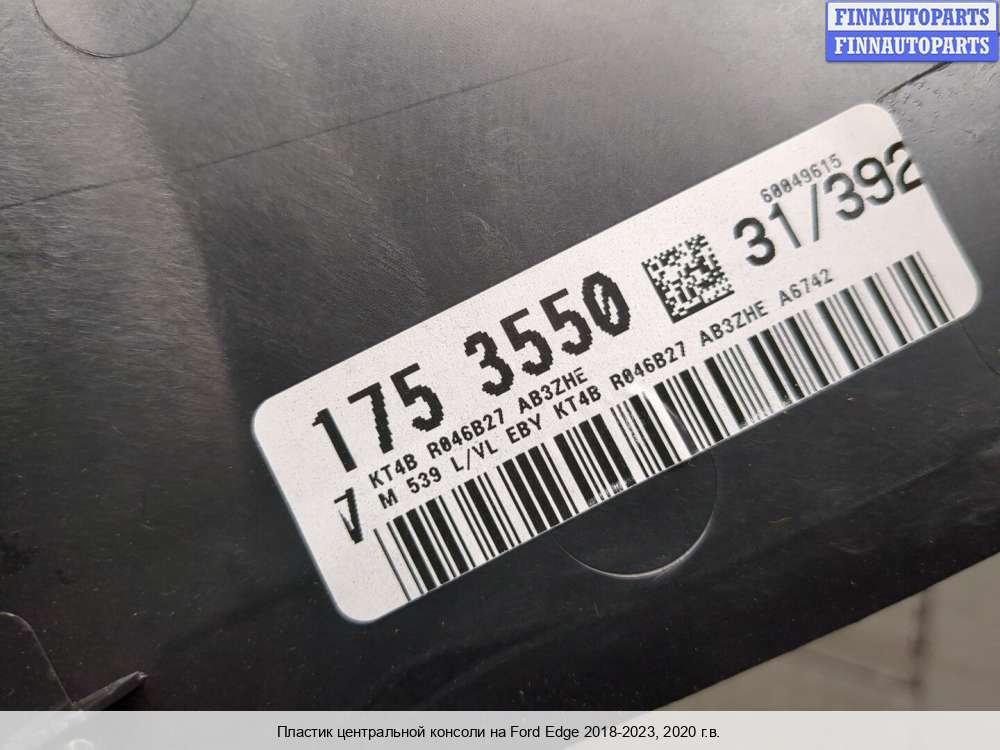 FINNAUTOPARTS
FINNAUTOPARTS
60049615
31/392
175 3550
KT4B R046B27 AB3ZHE
M 539 L/VL EBY KT4B R046B27 AB3ZHE A6742
Пластик центральной консоли на Ford Edge 2018-2023, 2020 г.в.